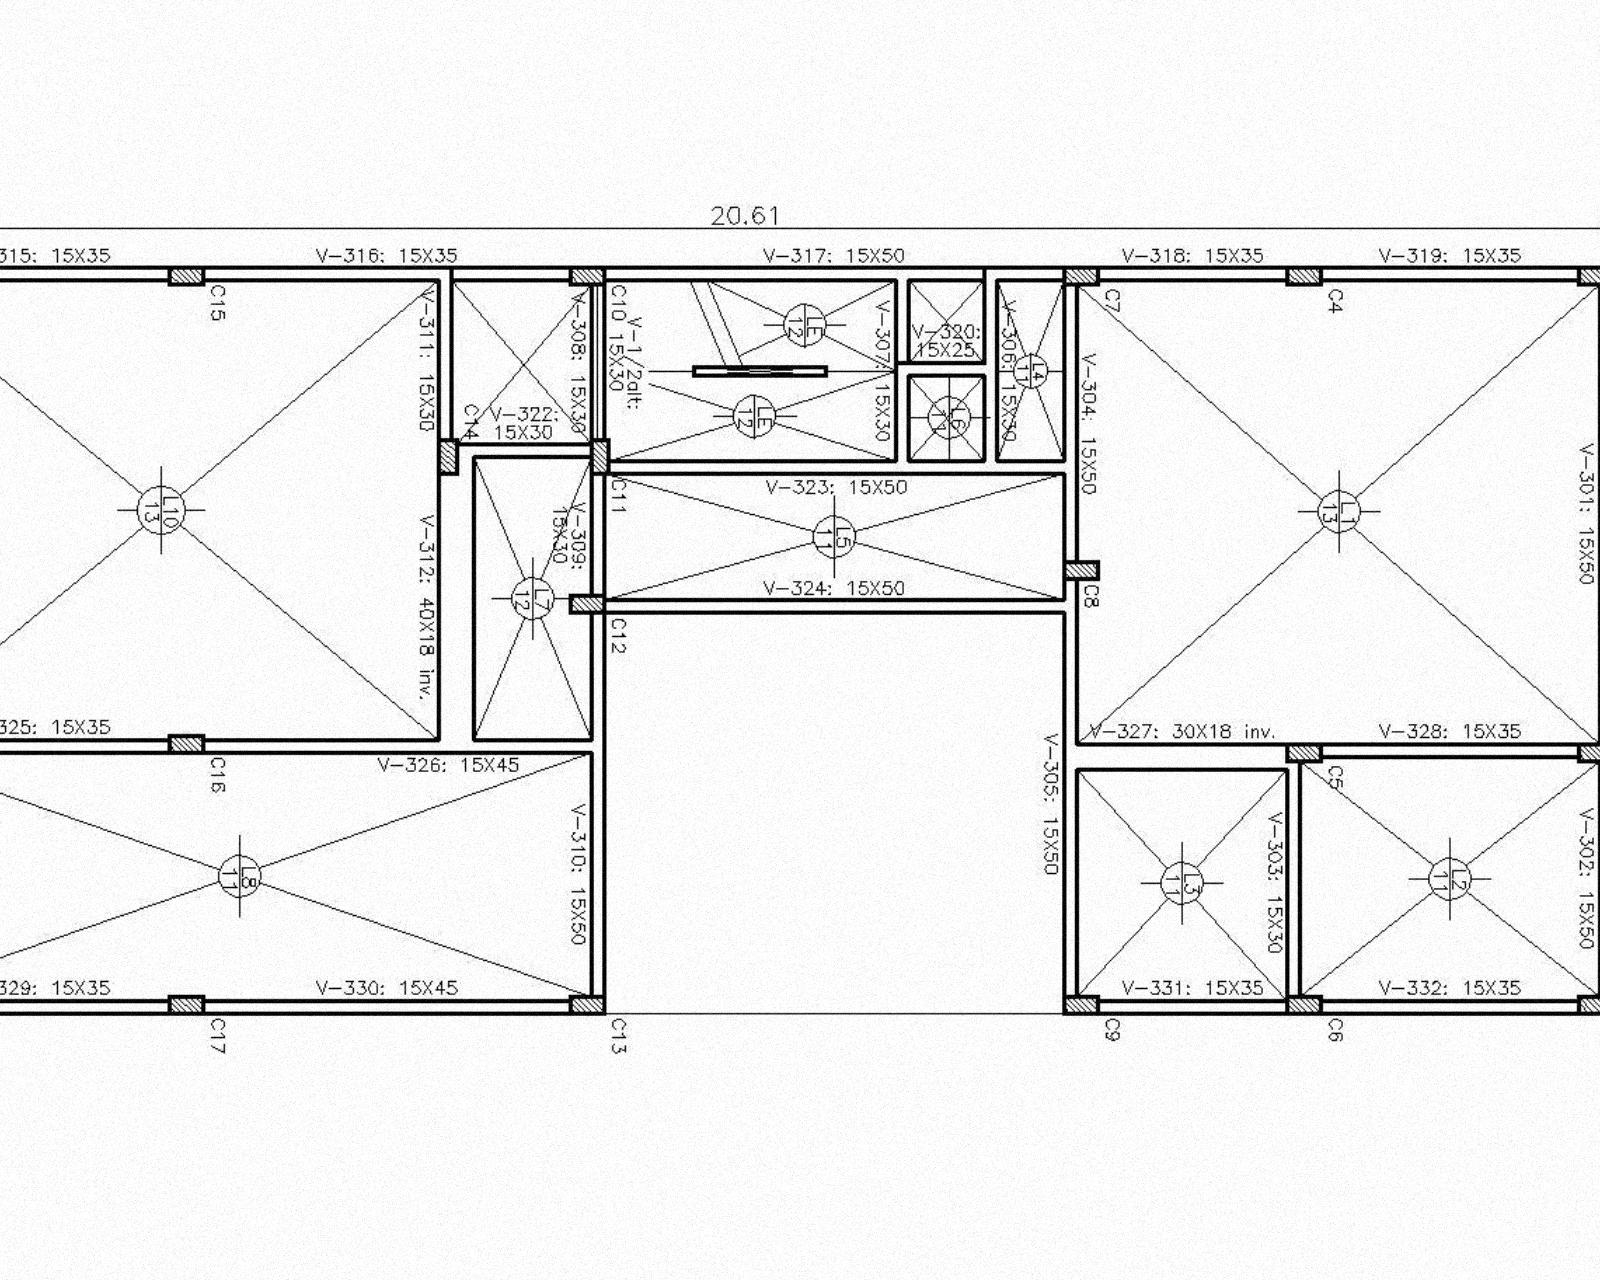 20.61
315: 15X35
V-316: 15X35
V-317: 15X50
V-318: 15X35
V-319: 15X35
C15
C10
C7
C4
V-311: 15X30
V-308: 15X30
V-1/2alt:
15X30
LE
12
V-307: 15X30
V-320:
15X25
V-306: 15X30
L4
11
V-304: 15X50
C14
V-322:
15X30
LE
12
L6
11
V-301: 15X50
L10
13
C11
V-323: 15X50
L1
13
V-312: 40X18 inv.
V-309:
15X30
L5
11
V-324: 15X50
L7
12
C8
C12
325: 15X35
C16
V-326: 15X45
V-327: 30X18 inv.
V-328: 15X35
C5
V-305: 15X50
L8
11
V-310: 15X50
L3
11
V-303: 15X30
L2
11
V-302: 15X50
329: 15X35
V-330: 15X45
V-331: 15X35
V-332: 15X35
C17
C13
C9
C6